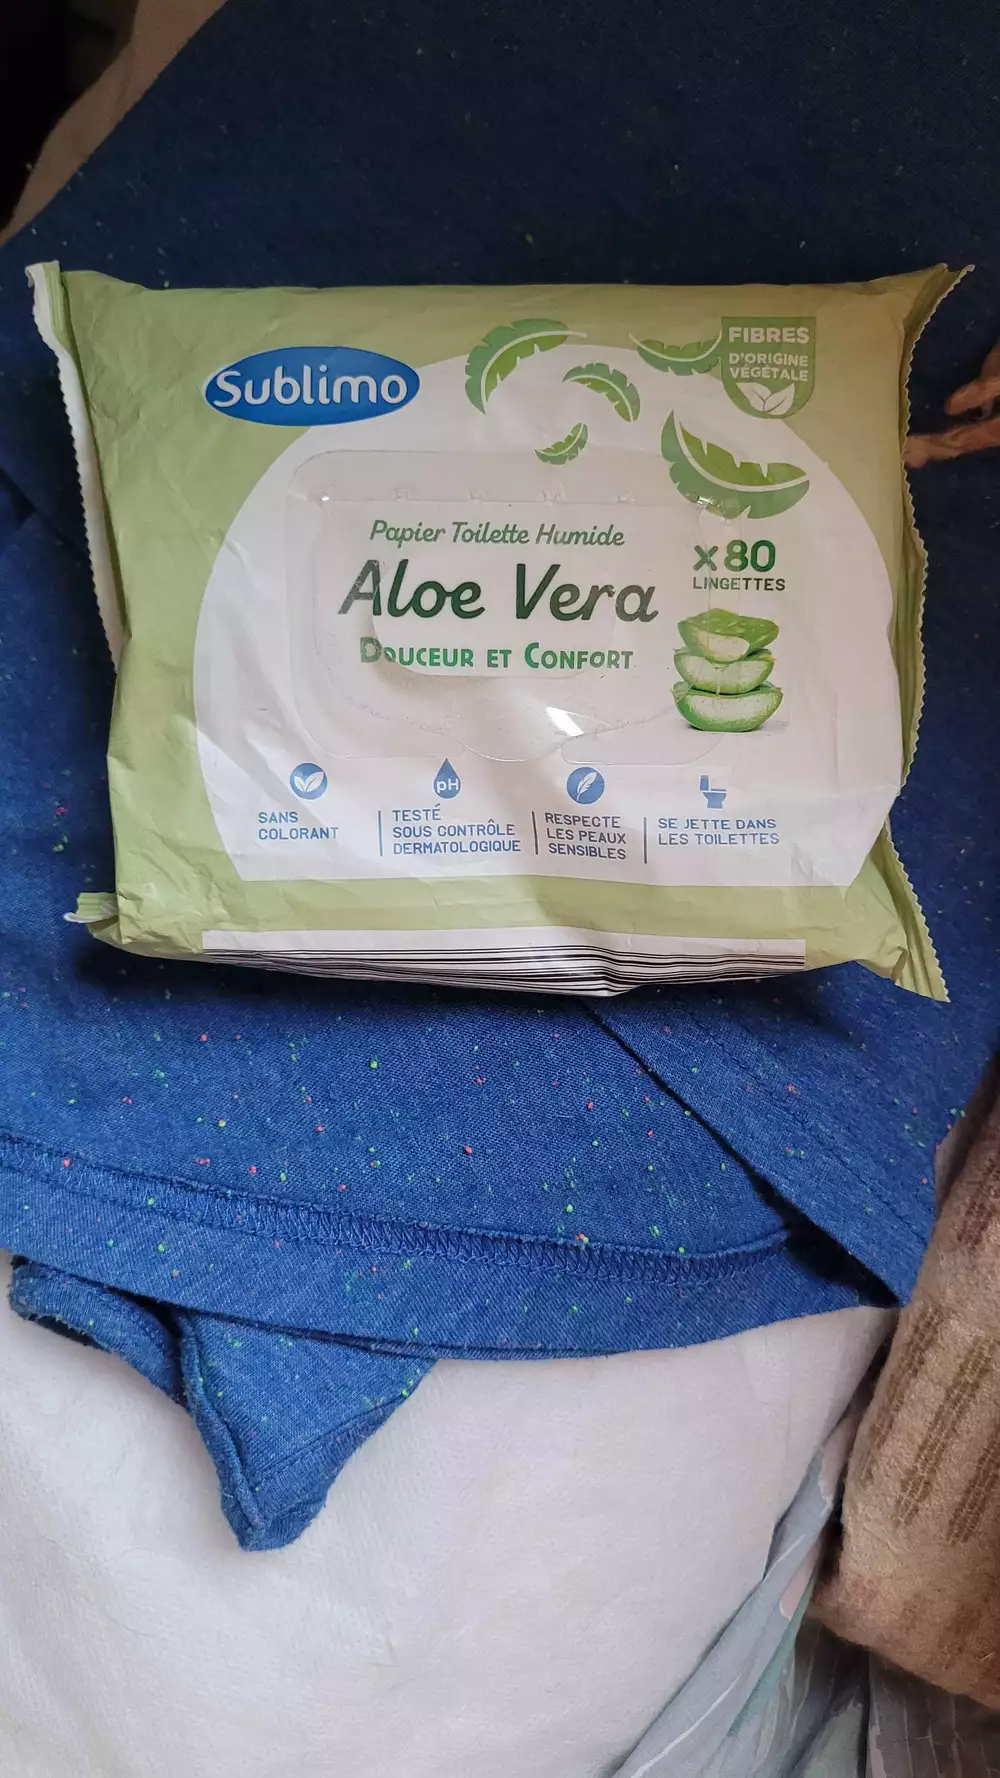 Sublimo
FIBRES
D'ORIGINE
VÉGÉTALE
Papier Toilette Humide
Aloe Vera
DOUCEUR ET CONFORT
x80
LINGETTES
SANS
COLORANT
pH
TESTÉ
SOUS CONTRÔLE
DERMATOLOGIQUE
RESPECTE
LES PEAUX
SENSIBLES
SE JETTE DANS
LES TOILETTES